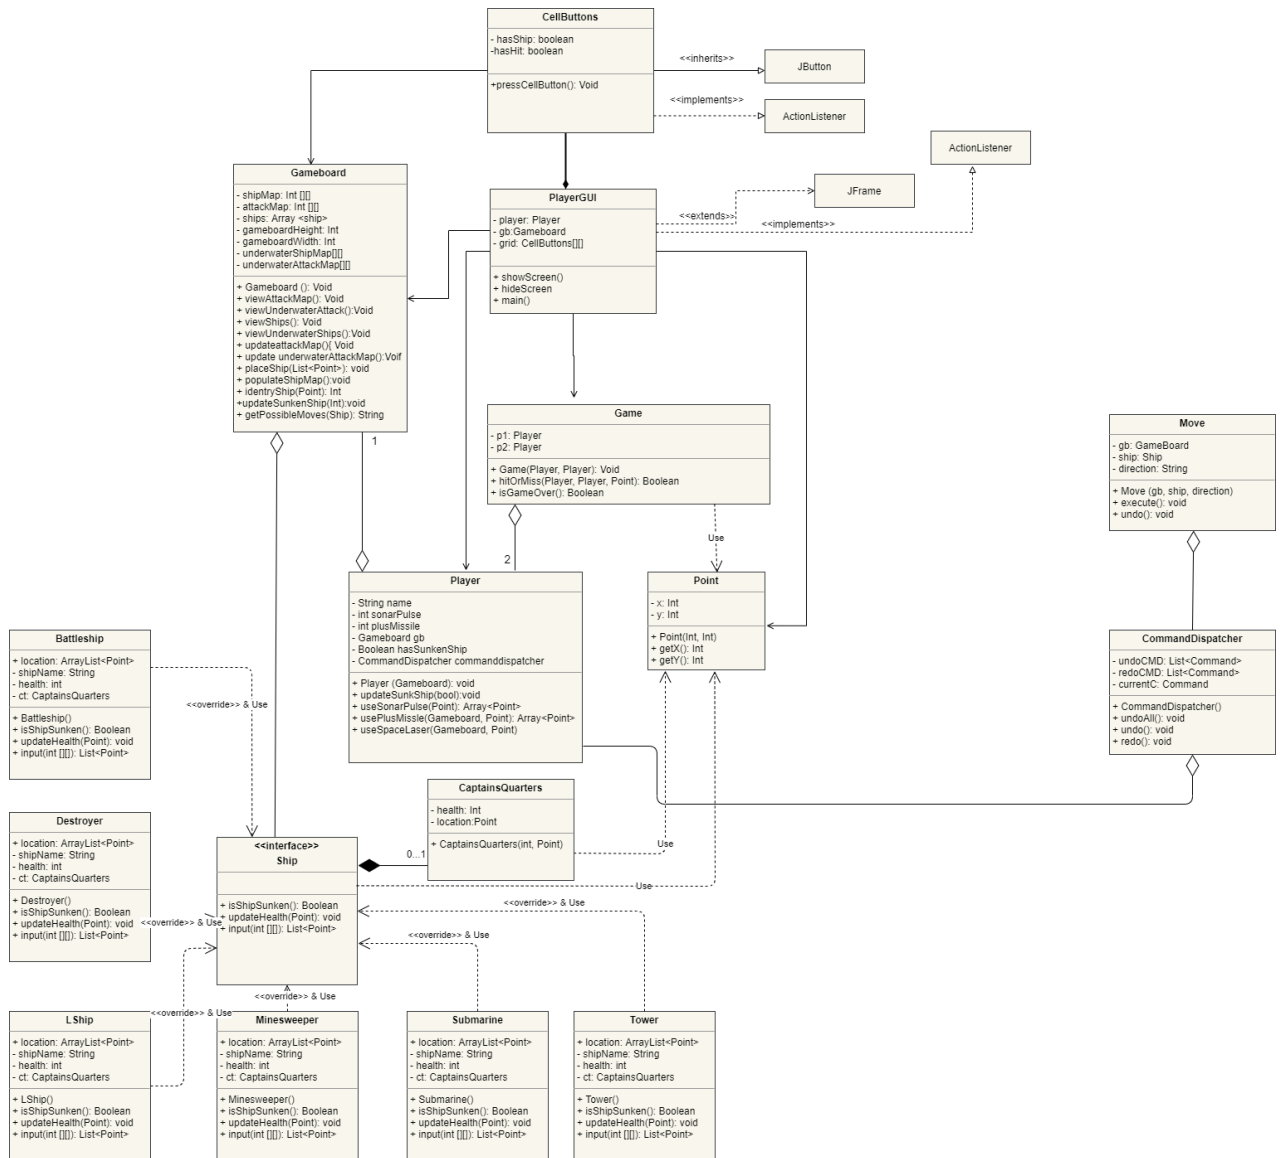 CellButtons
- hasShip: boolean
-hasHit: boolean
+pressCellButton(): Void
<<inherits>>
JButton
<<implements>>
ActionListener
ActionListener
Gameboard
- shipMap: Int [][]
- attackMap: Int [][]
- ships: Array <ship>
- gameboardHeight: Int
- gameboardWidth: Int
- underwaterShipMap[][]
- underwaterAttackMap[][]
+ Gameboard (): Void
+ viewAttackMap(): Void
+ viewUnderwaterAttack():Void
+ viewShips(): Void
+ viewUnderwaterShips():Void
+ updateattackMap(){ Void
+ update underwaterAttackMap():Voif
+ placeShip(List<Point>): void
+ populateShipMap():void
+ identryShip(Point): Int
+updateSunkenShip(Int):void
+ getPossibleMoves(Ship): String
PlayerGUI
- player: Player
- gb:Gameboard
- grid: CellButtons[][]
+ showScreen()
+ hideScreen
+ main()
<<extends>>
JFrame
<<implements>>
1
Game
- p1: Player
- p2: Player
+ Game(Player, Player): Void
+ hitOrMiss(Player, Player, Point): Boolean
+ isGameOver(): Boolean
2
Use
Move
- gb: GameBoard
- ship: Ship
- direction: String
+ Move (gb, ship, direction)
+ execute(): void
+ undo(): void
Player
- String name
- int sonarPulse
- int plusMissile
- Gameboard gb
- Boolean hasSunkenShip
- CommandDispatcher commanddispatcher
+ Player (Gameboard): void
+ updateSunkShip(bool):void
+ useSonarPulse(Point): Array<Point>
+ usePlusMissle(Gameboard, Point): Array<Point>
+ useSpaceLaser(Gameboard, Point)
Point
- x: Int
- y: Int
+ Point(Int, Int)
+ getX(): Int
+ getY(): Int
CommandDispatcher
- undoCMD: List<Command>
- redoCMD: List<Command>
- currentC: Command
+ CommandDispatcher()
+ undoAll(): void
+ undo(): void
+ redo(): void
Battleship
+ location: ArrayList<Point>
- shipName: String
- health: int
- ct: CaptainsQuarters
+ Battleship()
+ isShipSunken(): Boolean
+ updateHealth(Point): void
+ input(int [][]): List<Point>
<<override>> & Use
CaptainsQuarters
- health: Int
- location:Point
+ CaptainsQuarters(int, Point)
0...1
Use
Use
Destroyer
+ location: ArrayList<Point>
- shipName: String
- health: int
- ct: CaptainsQuarters
+ Destroyer()
+ isShipSunken(): Boolean
+ updateHealth(Point): void
+ input(int [][]): List<Point>
<<override>> & Use
<<interface>>
Ship
+ isShipSunken(): Boolean
+ updateHealth(Point): void
+ input(int [][]): List<Point>
<<override>> & Use
<<override>> & Use
<<override>> & Use
<<override>> & Use
LShip
+ location: ArrayList<Point>
- shipName: String
- health: int
- ct: CaptainsQuarters
+ LShip()
+ isShipSunken(): Boolean
+ updateHealth(Point): void
+ input(int [][]): List<Point>
Minesweeper
+ location: ArrayList<Point>
- shipName: String
- health: int
- ct: CaptainsQuarters
+ Minesweeper()
+ isShipSunken(): Boolean
+ updateHealth(Point): void
+ input(int [][]): List<Point>
Submarine
+ location: ArrayList<Point>
- shipName: String
- health: int
- ct: CaptainsQuarters
+ Submarine()
+ isShipSunken(): Boolean
+ updateHealth(Point): void
+ input(int [][]): List<Point>
Tower
+ location: ArrayList<Point>
- shipName: String
- health: int
- ct: CaptainsQuarters
+ Tower()
+ isShipSunken(): Boolean
+ updateHealth(Point): void
+ input(int [][]): List<Point>